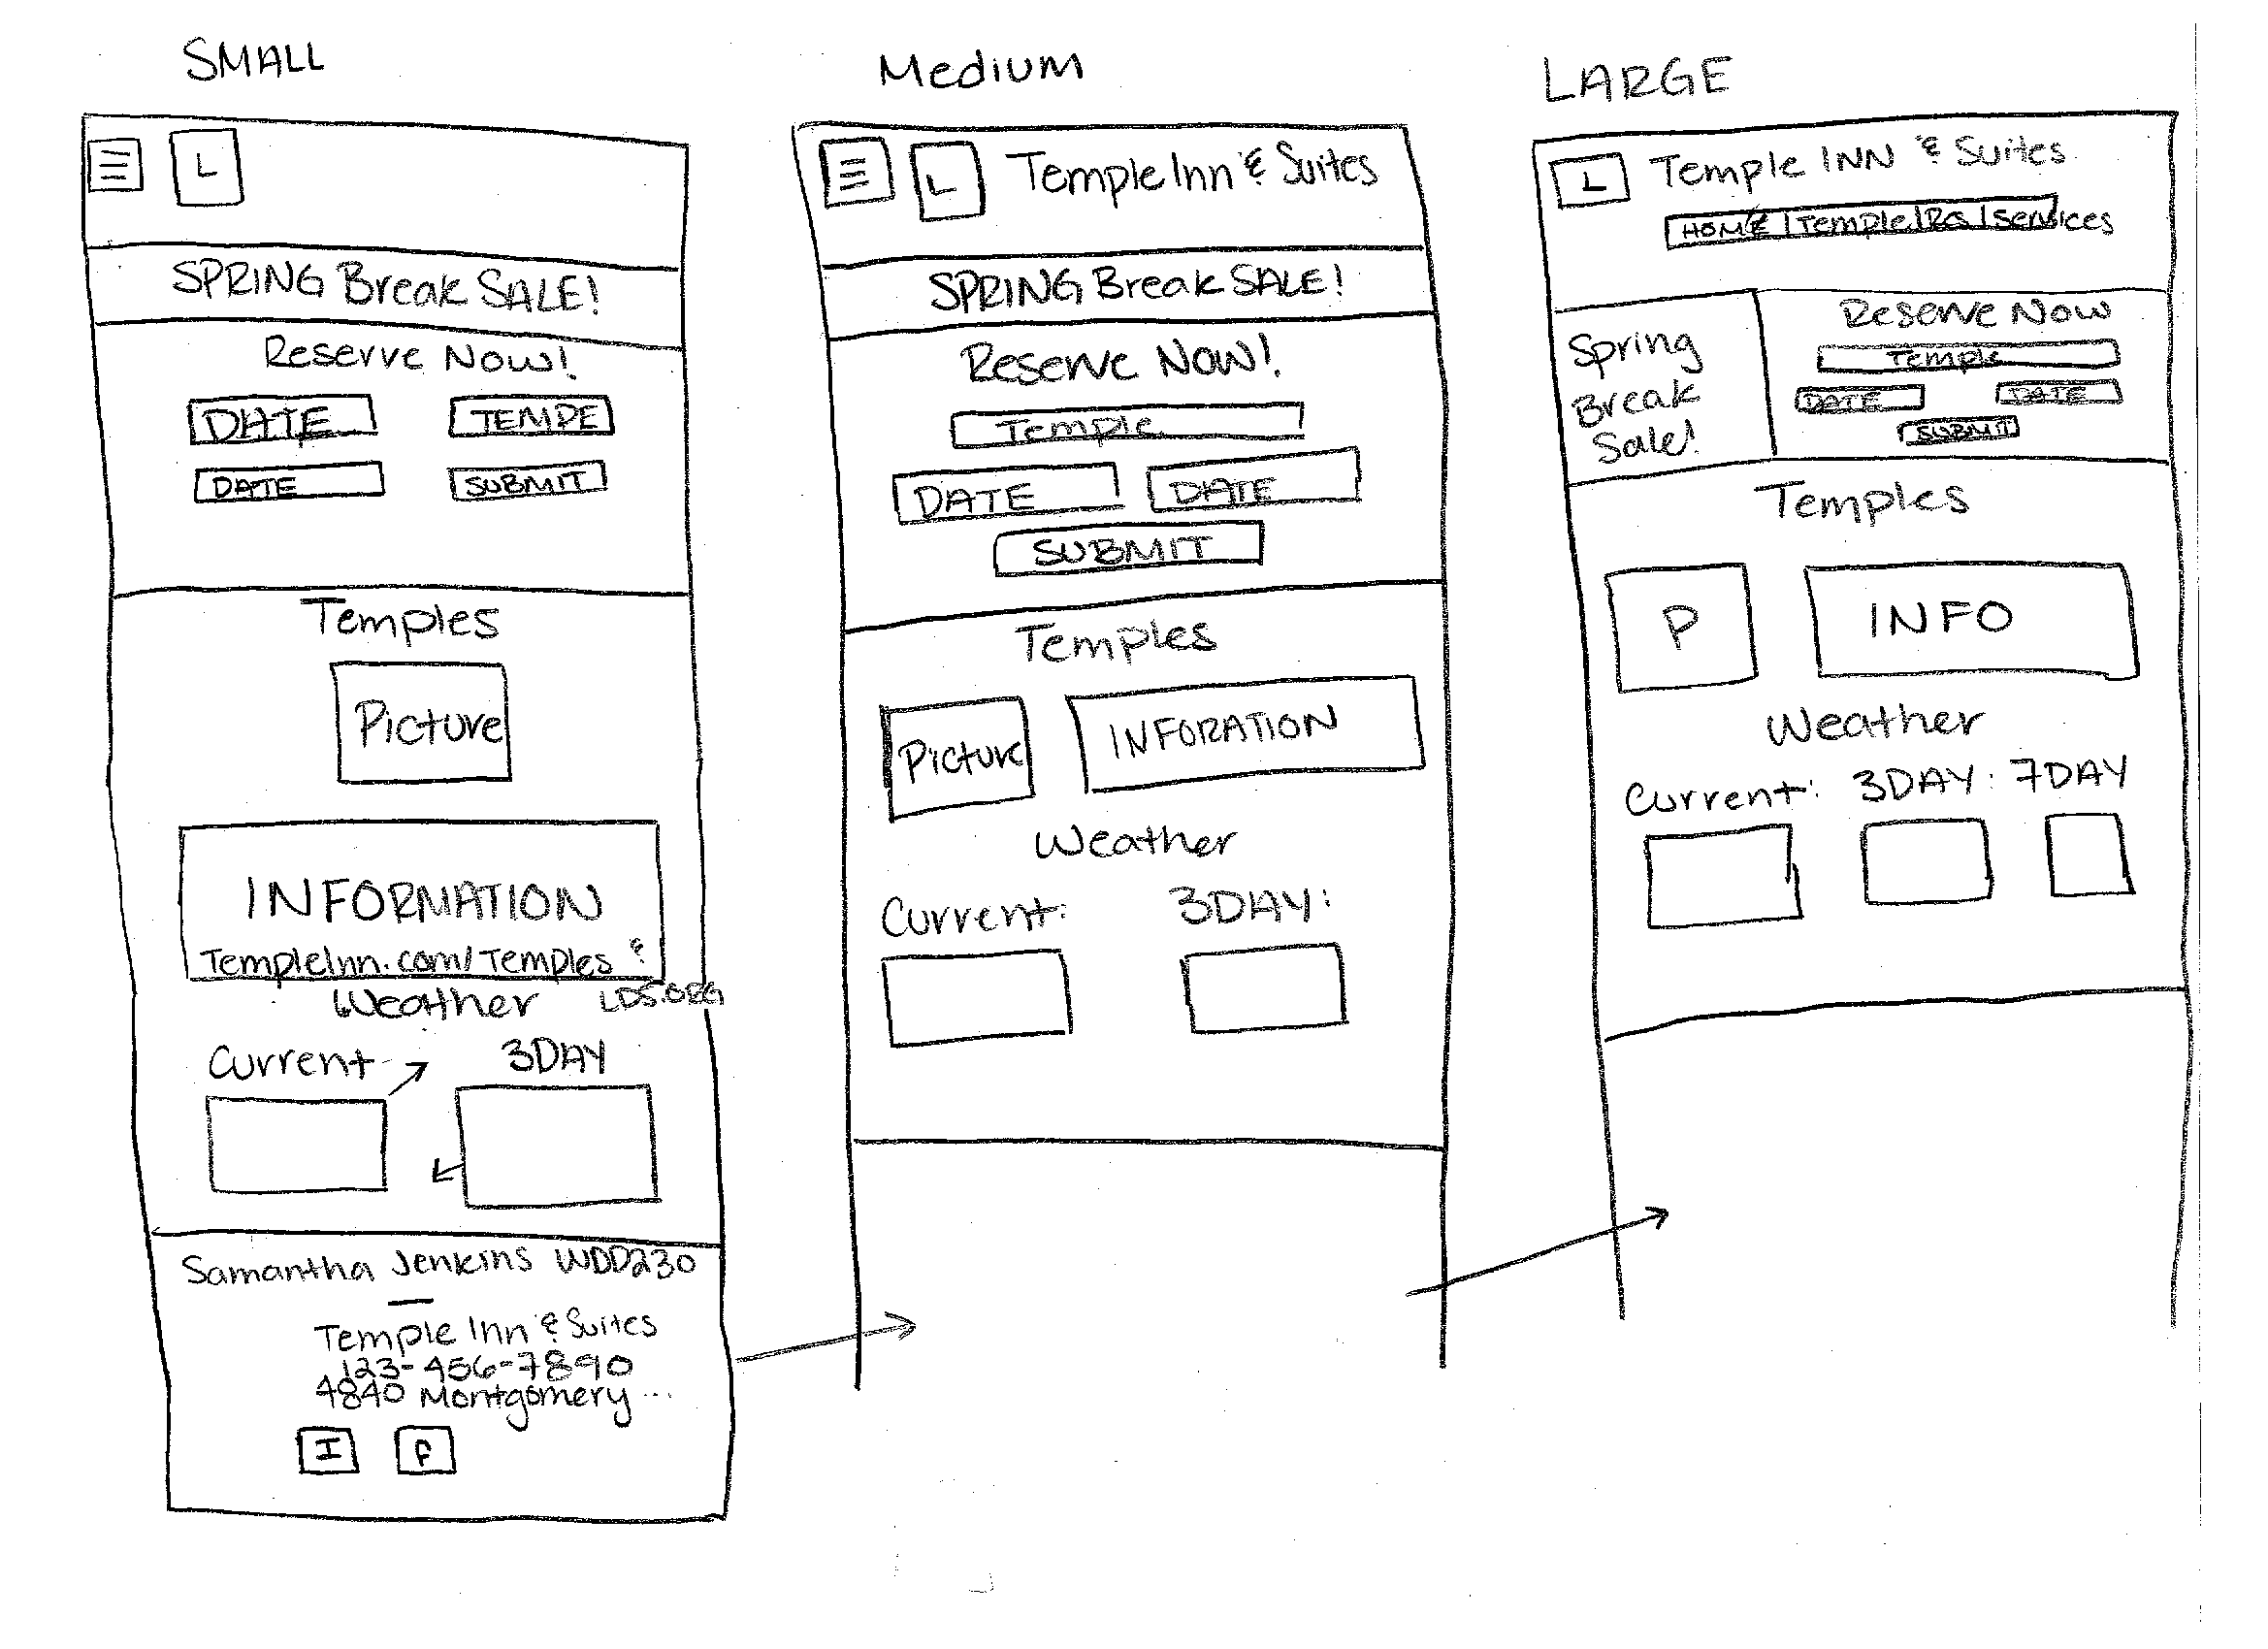 SMALL
L
SPRING Break SALE!
Reserve Now!
DATE TEMPE
DATE SUBMIT
Temples
Picture
INFORMATION
TempleInn.com/Temples &
LDS.ORG
Weather
Current 3DAY
Samantha Jenkins WDD230
Temple Inn & Suites
123-456-7890
4840 Montgomery ...
I f
Medium
L Temple Inn & Suites
SPRING Break SALE!
Reserve Now!
Temple
DATE DATE
SUBMIT
Temples
Picture INFORATION
Weather
Current: 3DAY:
LARGE
L Temple INN & Suites
HOME | Temple | Rs | Services
Spring
Break
Sale!
Reserve Now
Temple
DATE DATE
SUBMIT
Temples
P INFO
Weather
Current: 3DAY: 7DAY